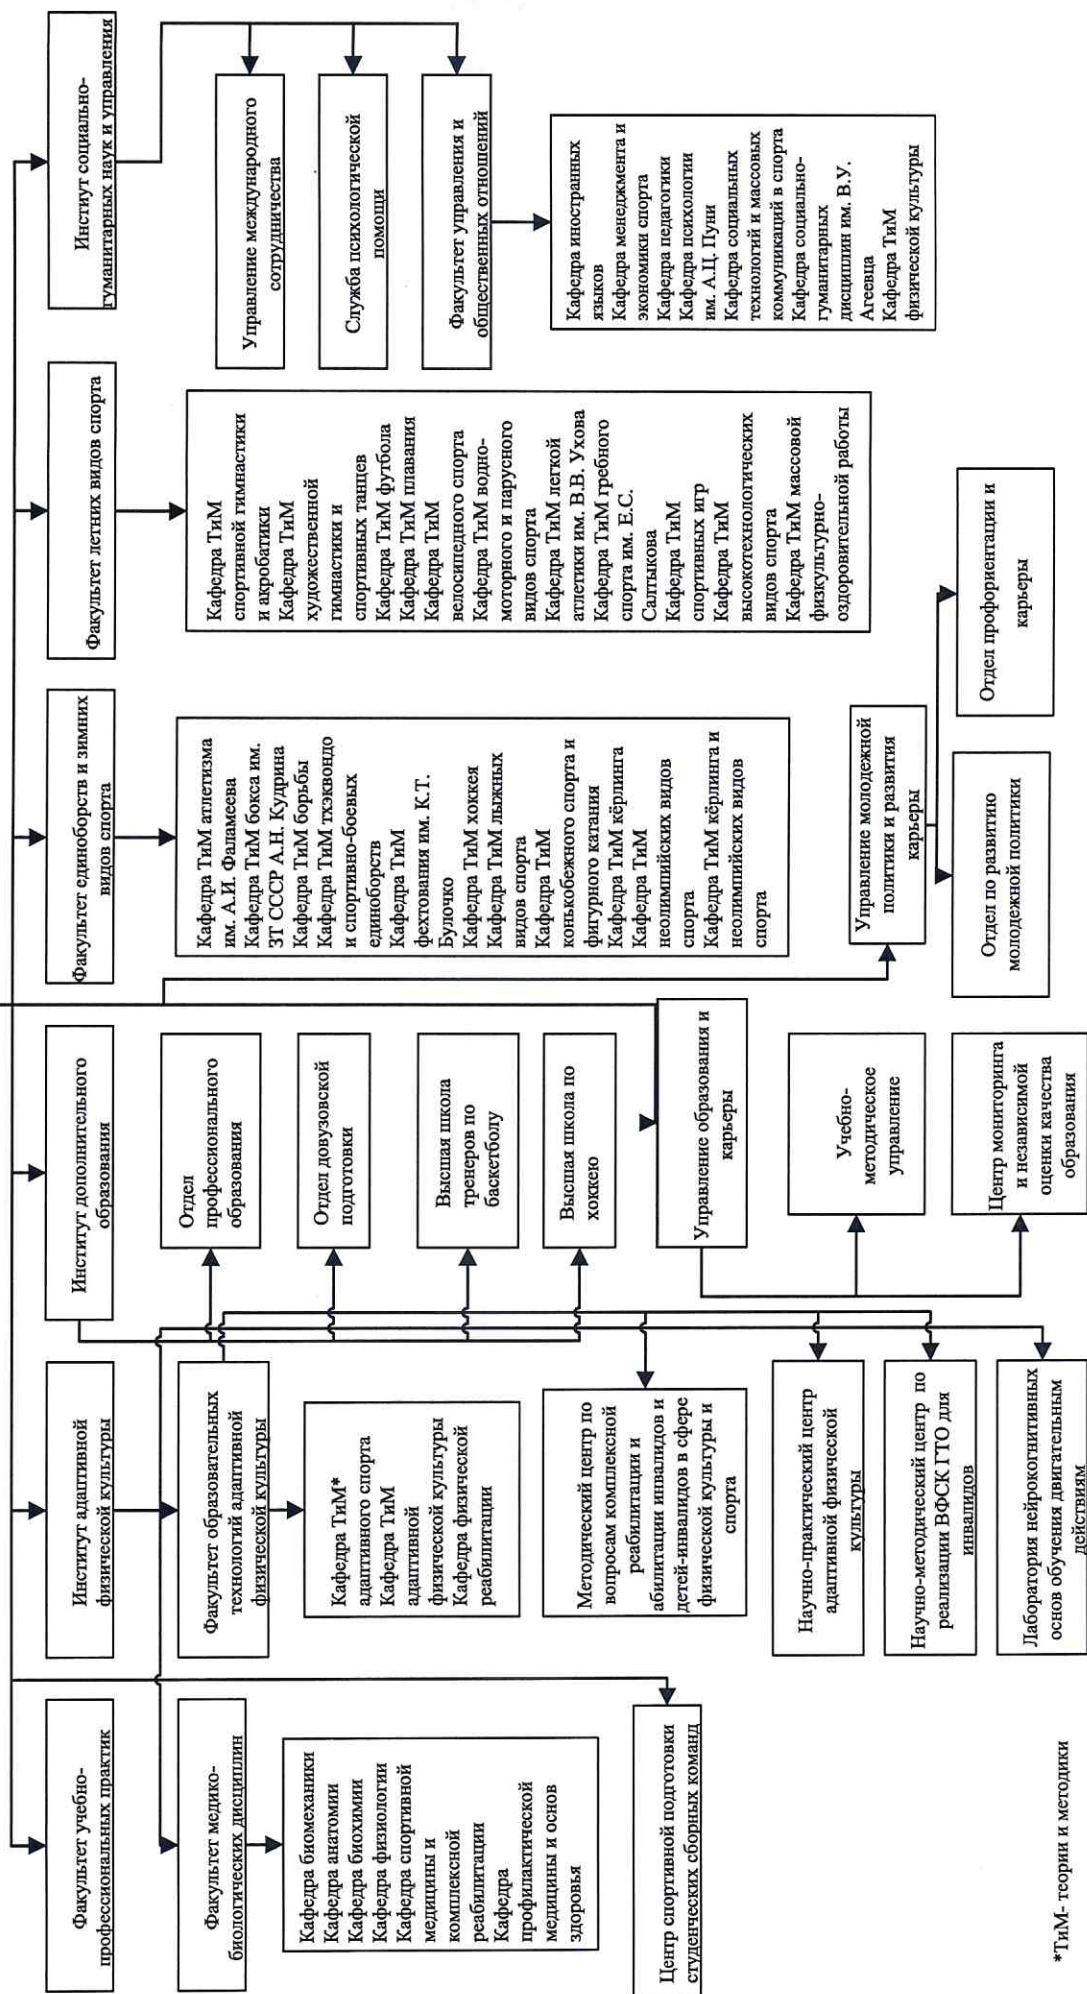 Факультет учебно-
профессиональных практик
Институт адаптивной
физической культуры
Институт дополнительного
образования
Факультет единоборств и зимних
видов спорта
Факультет летних видов спорта
Инстиут социально-
гуманитарных наук и управления
Факультет медико-
биологических дисциплин
Кафедра биомеханики
Кафедра анатомии
Кафедра биохимии
Кафедра физиологии
Кафедра спортивной
медицины и
комплексной
реабилитации
Кафедра
профилактической
медицины и основ
здоровья
Центр спортивной подготовки
студенческих сборных команд
Факультет образовательных
технологий адаптивной
физической культуры
Кафедра ТиМ*
адаптивного спорта
Кафедра ТиМ
адаптивной
физической культуры
Кафедра физической
реабилитации
Методический центр по
вопросам комплексной
реабилитации и
абилитации инвалидов и
детей-инвалидов в сфере
физической культуры и
спорта
Научно-практический центр
адаптивной физической
культуры
Научно-методический центр по
реализации ВФСК ГТО для
инвалидов
Лаборатория нейрокогнитивных
основ обучения двигательным
действиям
Отдел
профессионального
образования
Отдел довузовской
подготовки
Высшая школа
тренеров по
баскетболу
Высшая школа по
хоккею
Управление образования и
карьеры
Учебно-
методическое
управление
Центр мониторинга
и независимой
оценки качества
образования
Кафедра ТиМ атлетизма
им. А.И. Фаламеева
Кафедра ТиМ бокса им.
ЗТ СССР А.Н. Кудрина
Кафедра ТиМ борьбы
Кафедра ТиМ тхэквондо
и спортивно-боевых
единоборств
Кафедра ТиМ
фехтования им. К.Т.
Булочко
Кафедра ТиМ хоккея
Кафедра ТиМ лыжных
видов спорта
Кафедра ТиМ
конькобежного спорта и
фигурного катания
Кафедра ТиМ кёрлинга
Кафедра ТиМ
неолимпийских видов
спорта
Кафедра ТиМ кёрлинга и
неолимпийских видов
спорта
Управление молодежной
политики и развития
карьеры
Отдел по развитию
молодежной политики
Отдел профориентации и
карьеры
Кафедра ТиМ
спортивной гимнастики
и акробатики
Кафедра ТиМ
художественной
гимнастики и
спортивных танцев
Кафедра ТиМ футбола
Кафедра ТиМ плавания
Кафедра ТиМ
велосипедного спорта
Кафедра ТиМ водно-
моторного и парусного
видов спорта
Кафедра ТиМ легкой
атлетики им. В.В. Ухова
Кафедра ТиМ гребного
спорта им. Е.С.
Салтыкова
Кафедра ТиМ
спортивных игр
Кафедра ТиМ
высокотехнологических
видов спорта
Кафедра ТиМ массовой
физкультурно-
оздоровительной работы
Управление международного
сотрудничества
Служба психологической
помощи
Факультет управления и
общественных отношений
Кафедра иностранных
языков
Кафедра менеджмента и
экономики спорта
Кафедра педагогики
Кафедра психологии
им. А.Ц. Пуни
Кафедра социальных
технологий и массовых
коммуникаций в спорта
Кафедра социально-
гуманитарных
дисциплин им. В.У.
Агеевца
Кафедра ТиМ
физической культуры
*ТиМ- теории и методики